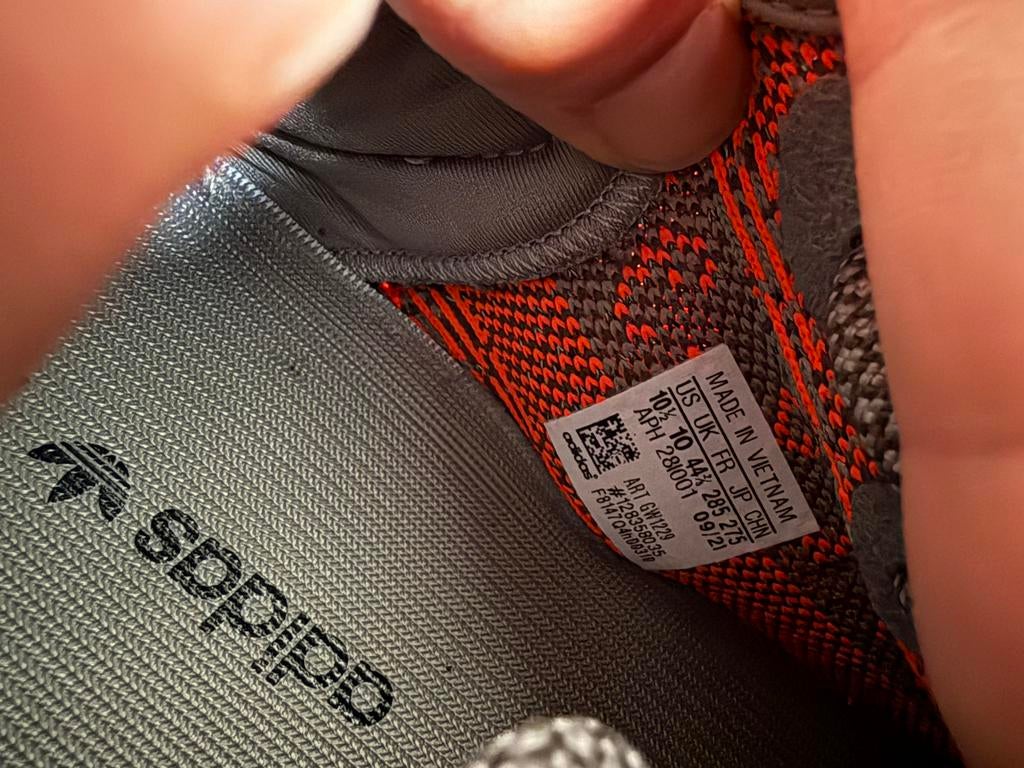 MADE IN VIETNAM
US UK FR JP CHN
10½ 10 44⅔ 285 275
APH 28I001 09/21
ART GW1229
adidas
adidas